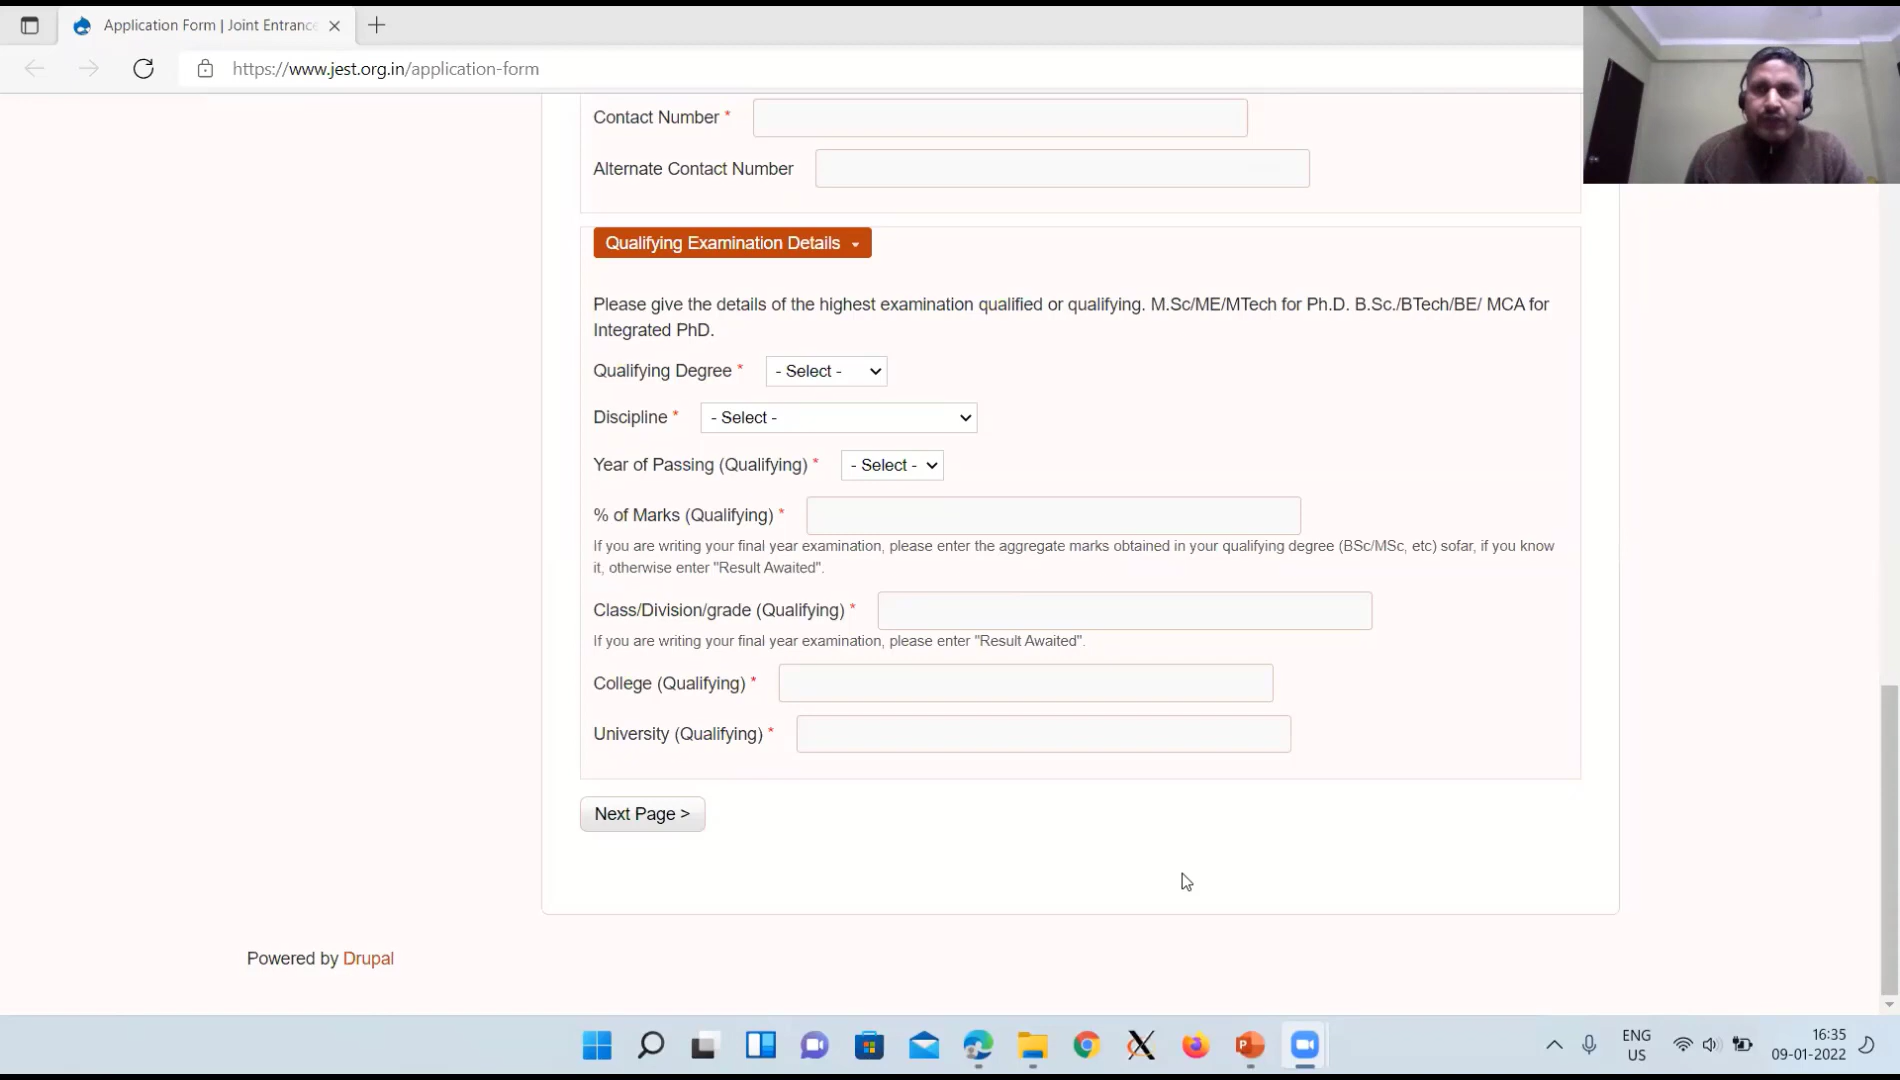 Application Form | Joint Entranc
https://www.jest.org.in/application-form
Contact Number *
Alternate Contact Number
Qualifying Examination Details
Please give the details of the highest examination qualified or qualifying. M.Sc/ME/MTech for Ph.D. B.Sc./BTech/BE/ MCA for
Integrated PhD.
Qualifying Degree * - Select -
Discipline * - Select -
Year of Passing (Qualifying) * - Select -
% of Marks (Qualifying) *
If you are writing your final year examination, please enter the aggregate marks obtained in your qualifying degree (BSc/MSc, etc) sofar, if you know
it, otherwise enter "Result Awaited".
Class/Division/grade (Qualifying) *
If you are writing your final year examination, please enter "Result Awaited".
College (Qualifying) *
University (Qualifying) *
Next Page >
Powered by Drupal
ENG
US
16:35
09-01-2022